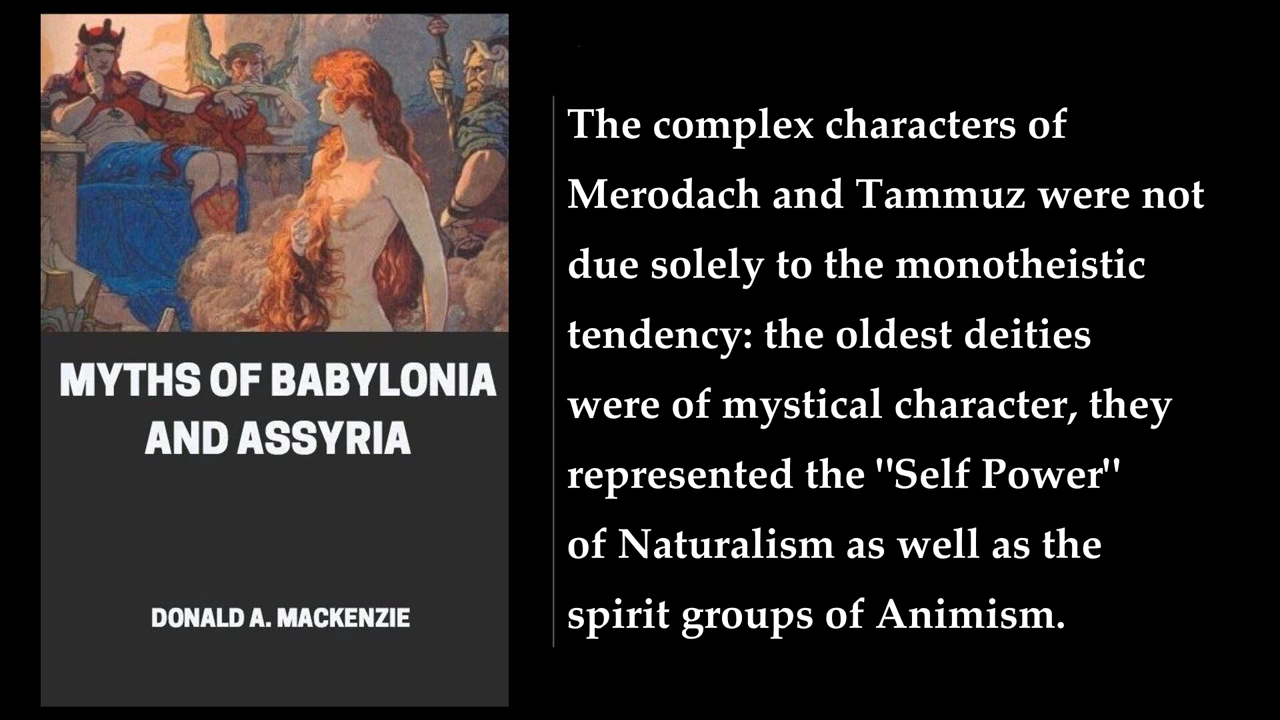 MYTHS OF BABYLONIA
AND ASSYRIA
DONALD A. MACKENZIE
The complex characters of
Merodach and Tammuz were not
due solely to the monotheistic
tendency: the oldest deities
were of mystical character, they
represented the "Self Power"
of Naturalism as well as the
spirit groups of Animism.